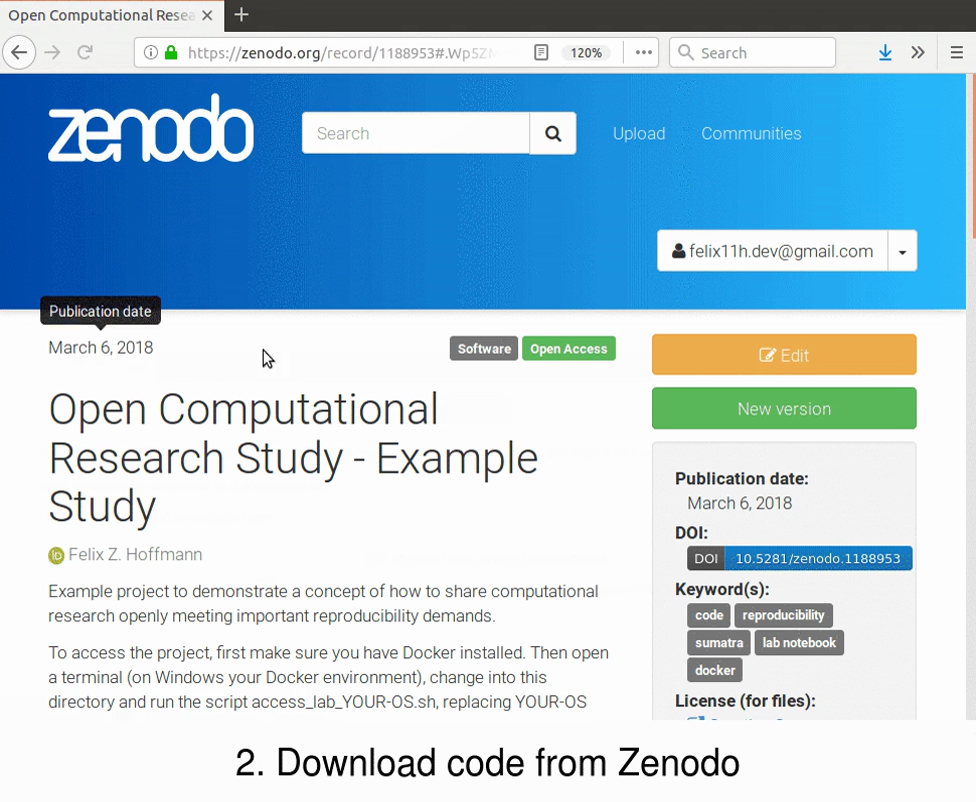 Open Computational Resea
https://zenodo.org/record/1188953#.Wp5Z
120%
Search
zenodo
Search
Upload
Communities
felix11h.dev@gmail.com
Publication date
March 6, 2018
Software
Open Access
Edit
Open Computational
Research Study - Example
Study
New version
iD Felix Z. Hoffmann
Example project to demonstrate a concept of how to share computational
research openly meeting important reproducibility demands.
To access the project, first make sure you have Docker installed. Then open
a terminal (on Windows your Docker environment), change into this
directory and run the script access_lab_YOUR-OS.sh, replacing YOUR-OS
Publication date:
March 6, 2018
DOI:
DOI 10.5281/zenodo.1188953
Keyword(s):
code reproducibility
sumatra lab notebook
docker
License (for files):
2. Download code from Zenodo